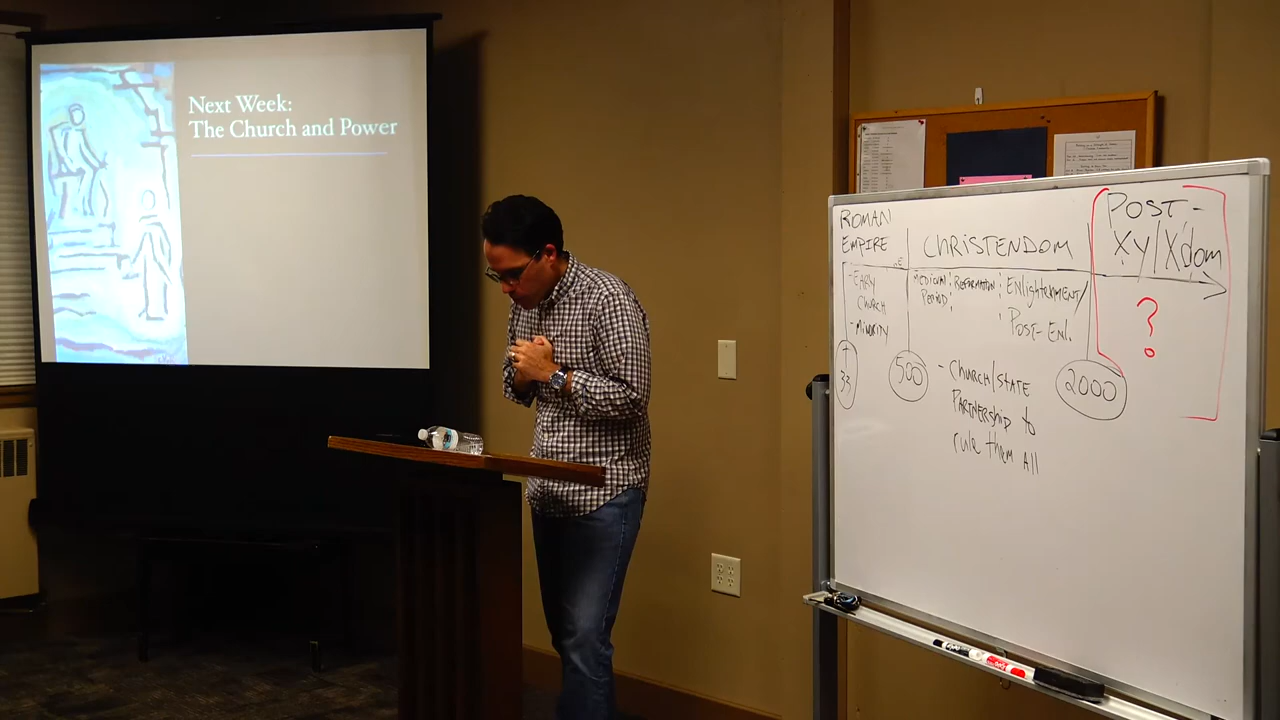 Next Week:
The Church and Power
ROMAN
EMPIRE
CHRISTENDOM
POST-
Xy/Xdom
- EARLY
CHURCH
- MINORITY
MEDIEVAL
PERIOD
REFORMATION
ENLIGHTENMENT/
POST-ENL.
?
33
500
2000
- CHURCH/STATE
PARTNERSHIP to
rule them All